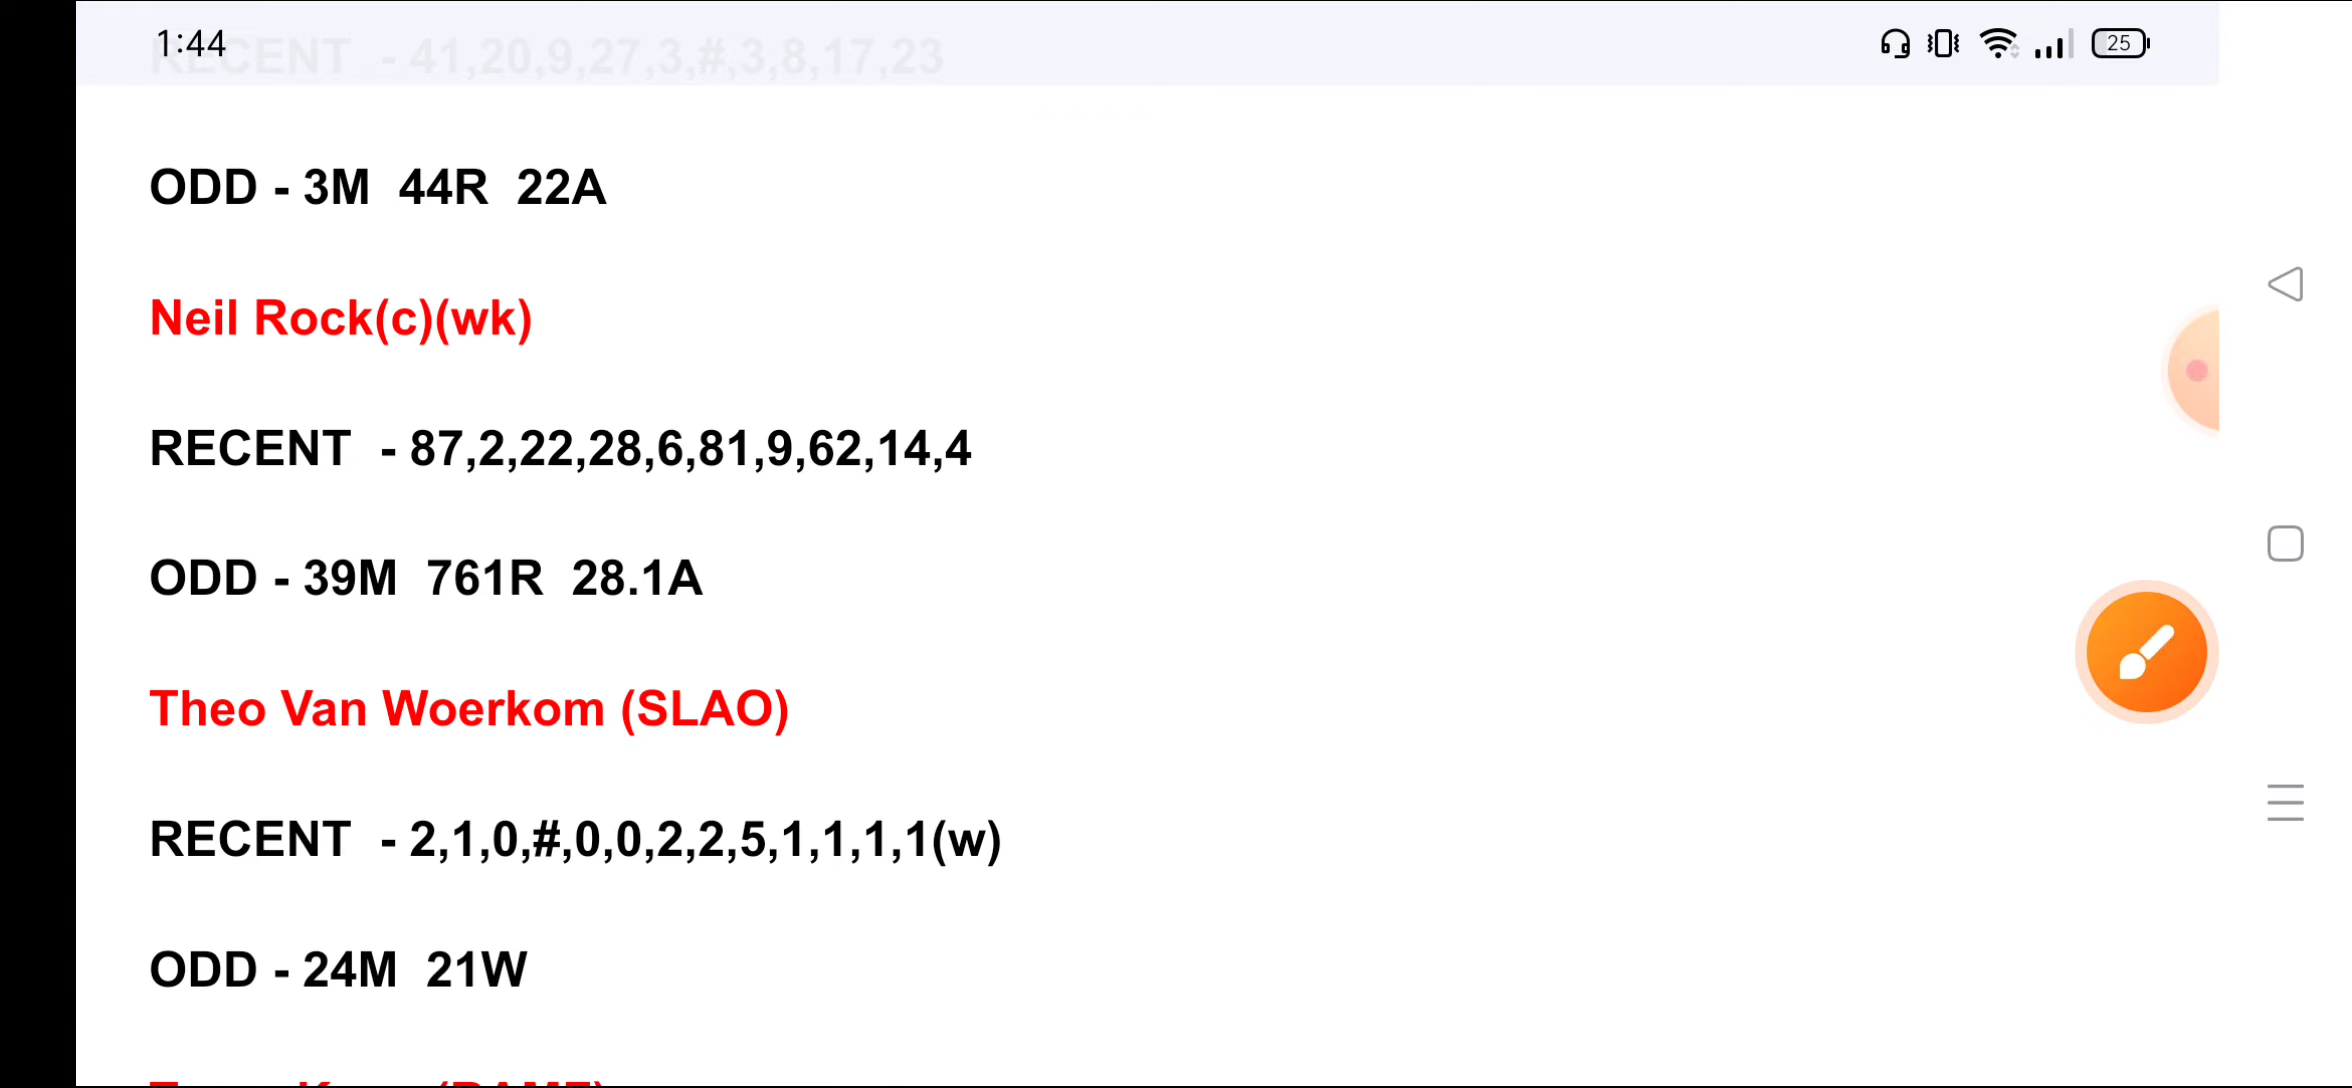 1:44
25
RECENT - 41,20,9,27,3,#,3,8,17,23
ODD - 3M 44R 22A
Neil Rock(c)(wk)
RECENT - 87,2,22,28,6,81,9,62,14,4
ODD - 39M 761R 28.1A
Theo Van Woerkom (SLAO)
RECENT - 2,1,0,#,0,0,2,2,5,1,1,1,1(w)
ODD - 24M 21W